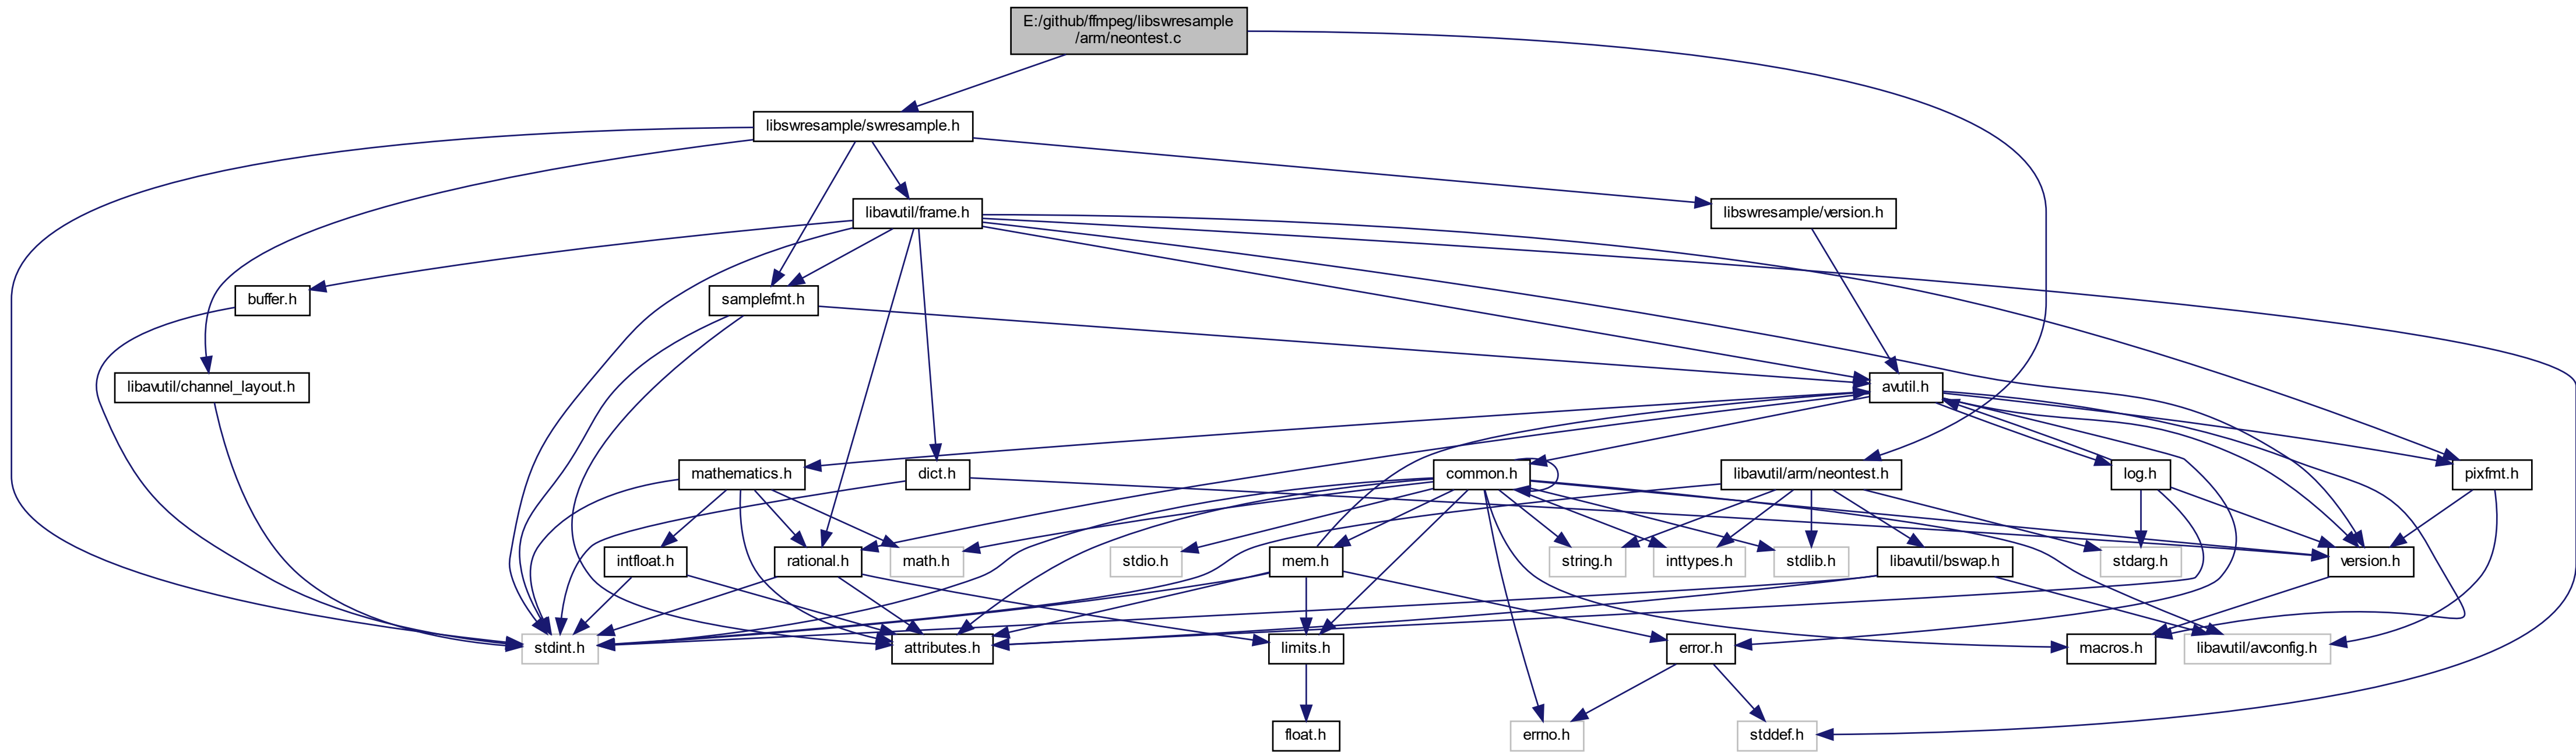 E:/github/ffmpeg/libswresample
/arm/neontest.c
libswresample/swresample.h
libavutil/frame.h
libswresample/version.h
buffer.h
samplefmt.h
libavutil/channel_layout.h
avutil.h
mathematics.h
dict.h
common.h
libavutil/arm/neontest.h
log.h
pixfmt.h
intfloat.h
rational.h
math.h
stdio.h
mem.h
string.h
inttypes.h
stdlib.h
libavutil/bswap.h
stdarg.h
version.h
stdint.h
attributes.h
limits.h
error.h
macros.h
libavutil/avconfig.h
float.h
errno.h
stddef.h